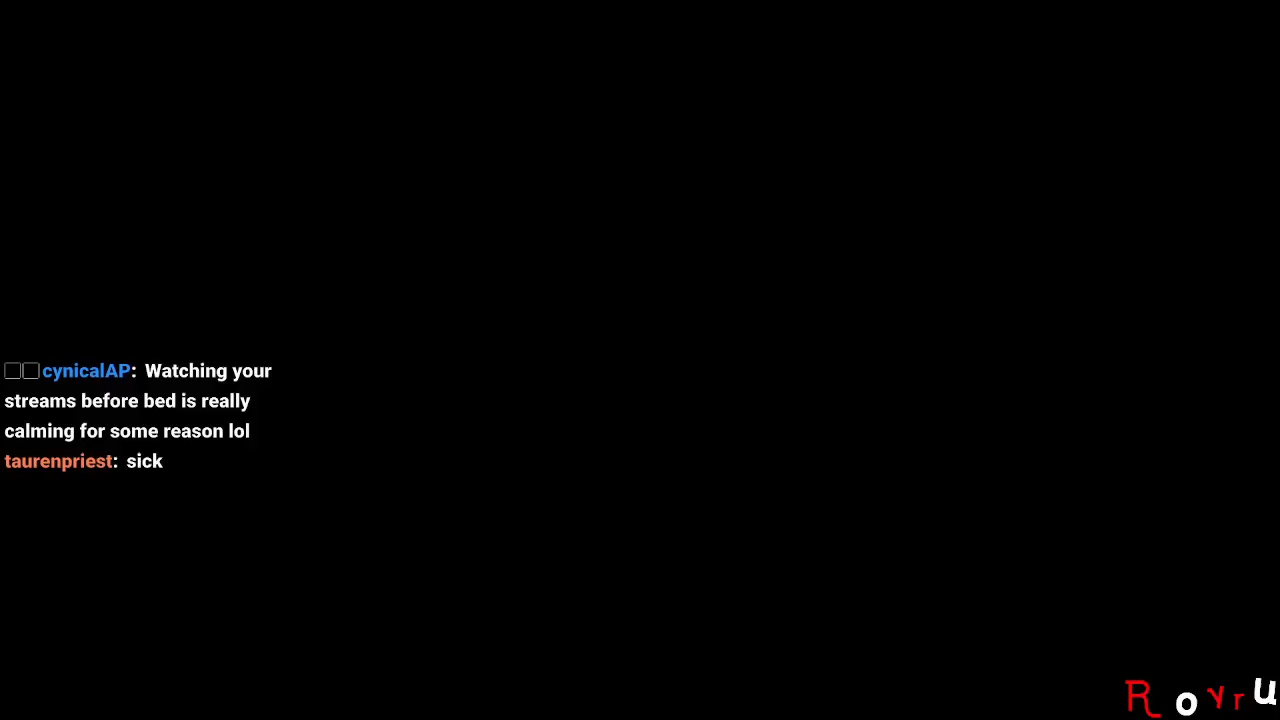 cynicalAP: Watching your
streams before bed is really
calming for some reason lol
taurenpriest: sick